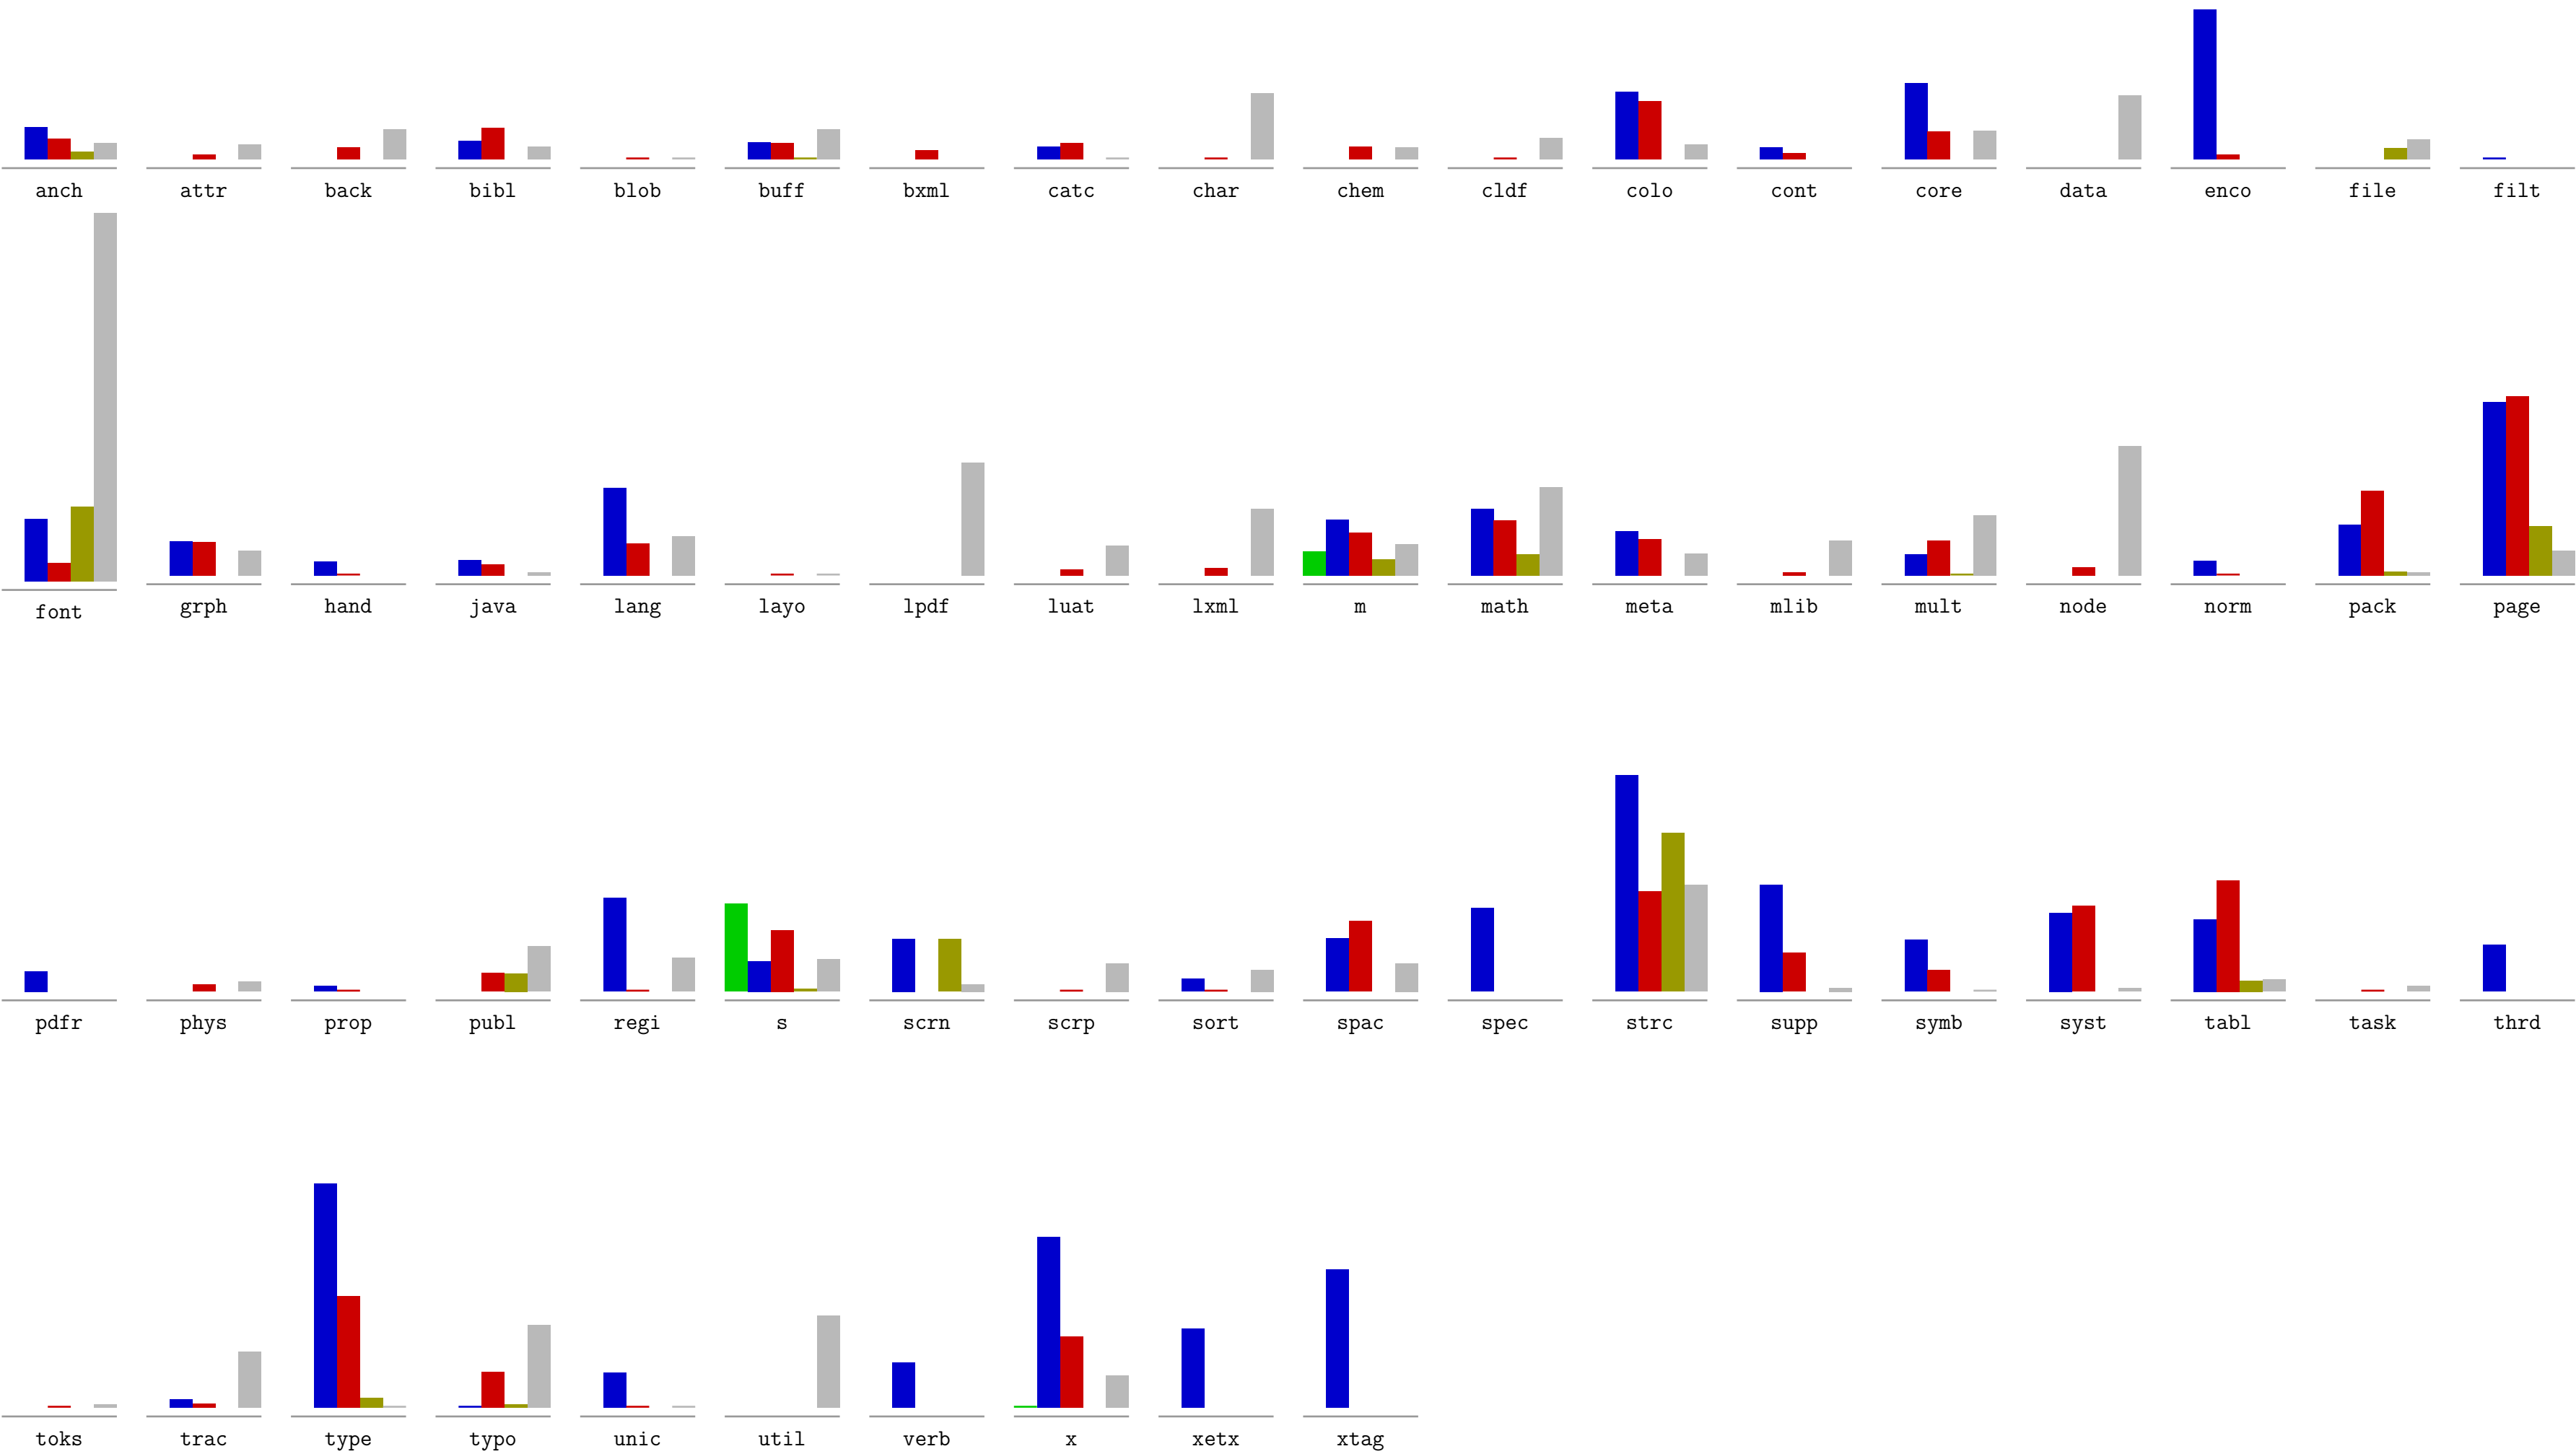 anch attr back bibl blob buff bxml catc char chem cldf colo cont core data enco file filt
font grph hand java lang layo lpdf luat lxml m math meta mlib mult node norm pack page
pdfr phys prop publ regi s scrn scrp sort spac spec strc supp symb syst tabl task thrd
toks trac type typo unic util verb x xetx xtag